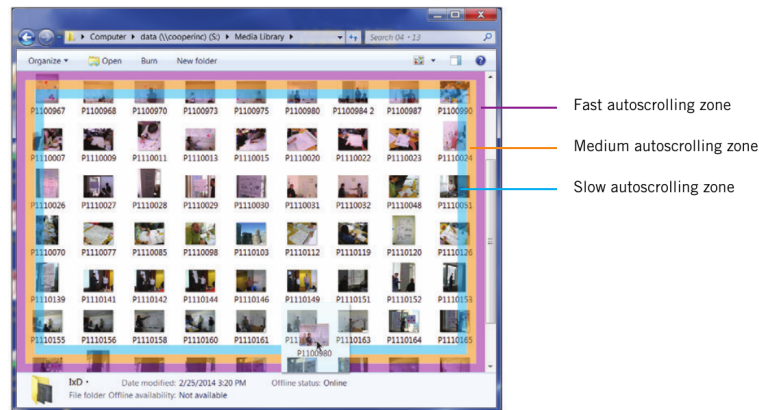 Computer ▸ data (\\cooperinc) (S:) ▸ Media Library ▸
Search 04 - 13
Organize ▾ Open Burn New folder
P1100967 P1100968 P1100970 P1100973 P1100975 P1100980 P1100984 2 P1100987 P1100990
P1110007 P1110009 P1110011 P1110013 P1110015 P1110020 P1110022 P1110023 P1110024
P1110026 P1110027 P1110028 P1110029 P1110030 P1110031 P1110032 P1110048 P1110051
P1110070 P1110077 P1110085 P1110098 P1110103 P1110112 P1110119 P1110120 P1110126
P1110139 P1110141 P1110142 P1110144 P1110146 P1110149 P1110151 P1110152 P1110153
P1110155 P1110156 P1110158 P1110160 P1110161 P1110163 P1110164 P1110165
P1100980
IxD ▸ Date modified: 2/25/2014 3:20 PM Offline status: Online
File folder Offline availability: Not available
Fast autoscrolling zone
Medium autoscrolling zone
Slow autoscrolling zone